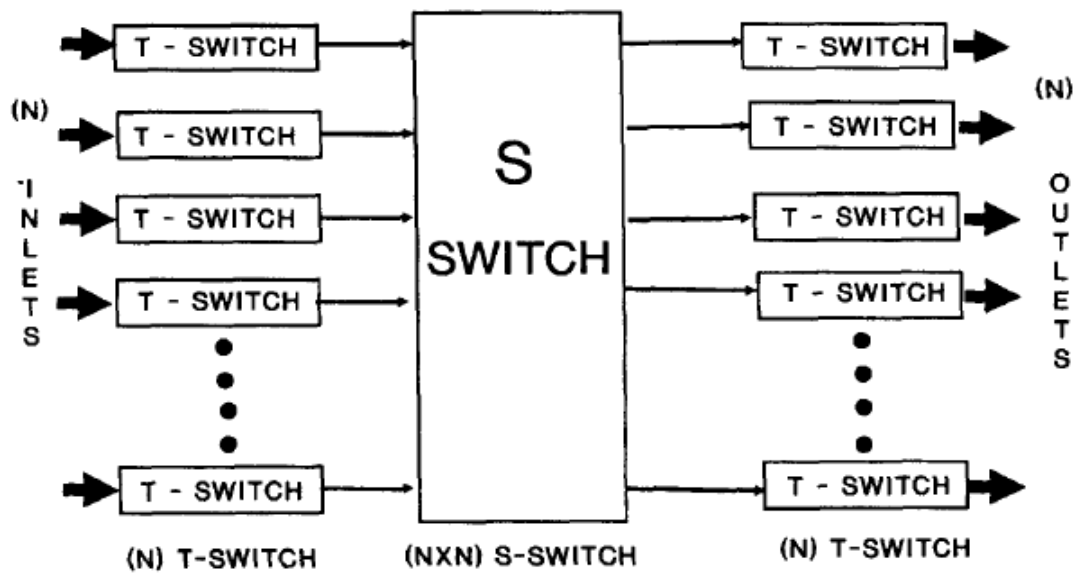 T - SWITCH
T - SWITCH
(N)
T - SWITCH
T - SWITCH
(N)
S
SWITCH
INLETS
T - SWITCH
T - SWITCH
OUTLETS
T - SWITCH
T - SWITCH
T - SWITCH
T - SWITCH
(N) T-SWITCH
(NXN) S-SWITCH
(N) T-SWITCH